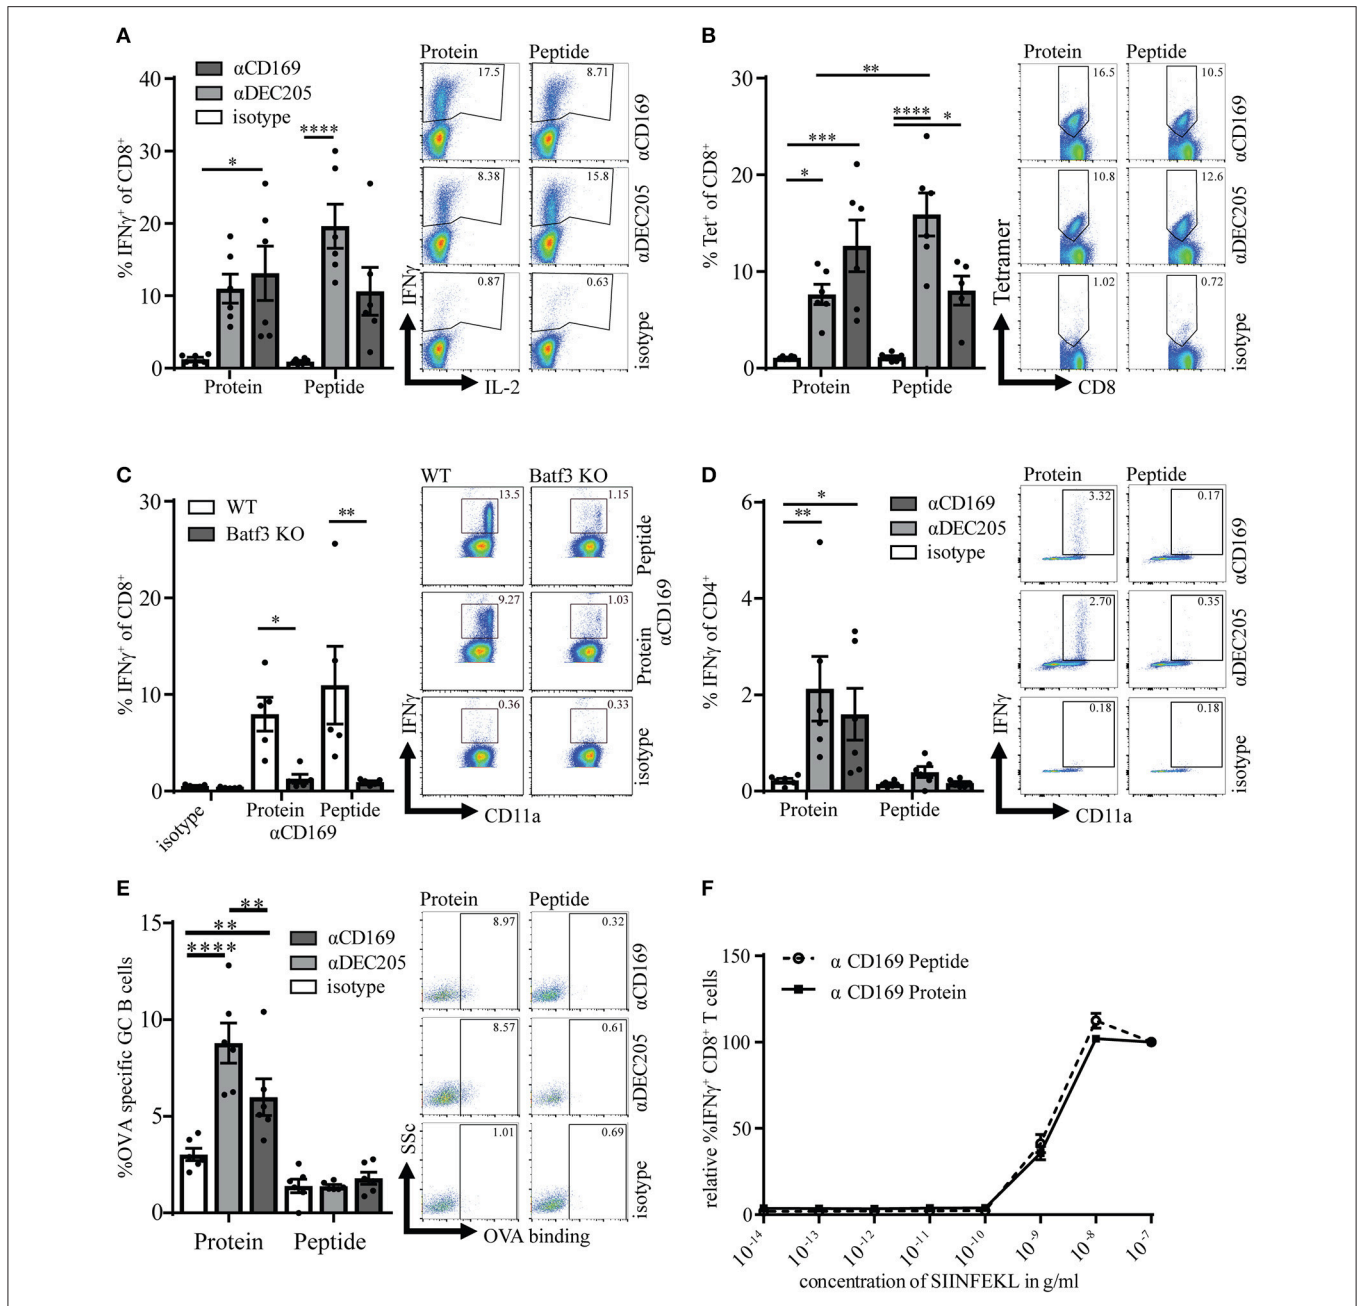 A
αCD169
αDEC205
isotype
% IFNγ⁺ of CD8⁺
40
30
20
10
0
*
****
Protein
Peptide
Protein
Peptide
17.5
8.71
αCD169
8.38
15.8
αDEC205
0.87
0.63
isotype
IFNγ
IL-2
B
% Tet⁺ of CD8⁺
30
20
10
0
**
****
*
***
*
Protein
Peptide
Protein
Peptide
16.5
10.5
αCD169
10.8
12.6
αDEC205
1.02
0.72
isotype
Tetramer
CD8
C
WT
Batf3 KO
% IFNγ⁺ of CD8⁺
30
20
10
0
**
*
isotype
Protein
Peptide
αCD169
WT
Batf3 KO
13.5
1.15
Peptide
9.27
1.03
Protein
αCD169
0.36
0.33
isotype
IFNγ
CD11a
D
% IFNγ⁺ of CD4⁺
6
4
2
0
*
**
αCD169
αDEC205
isotype
Protein
Peptide
Protein
Peptide
3.32
0.17
αCD169
2.70
0.35
αDEC205
0.18
0.18
isotype
IFNγ
CD11a
E
%OVA specific GC B cells
15
10
5
0
**
**
****
αCD169
αDEC205
isotype
Protein
Peptide
Protein
Peptide
8.97
0.32
αCD169
8.57
0.61
αDEC205
1.01
0.69
isotype
SSc
OVA binding
F
relative %IFNγ⁺ CD8⁺ T cells
150
100
50
0
α CD169 Peptide
α CD169 Protein
10⁻¹⁴
10⁻¹³
10⁻¹²
10⁻¹¹
10⁻¹⁰
10⁻⁹
10⁻⁸
10⁻⁷
concentration of SIINFEKL in g/ml